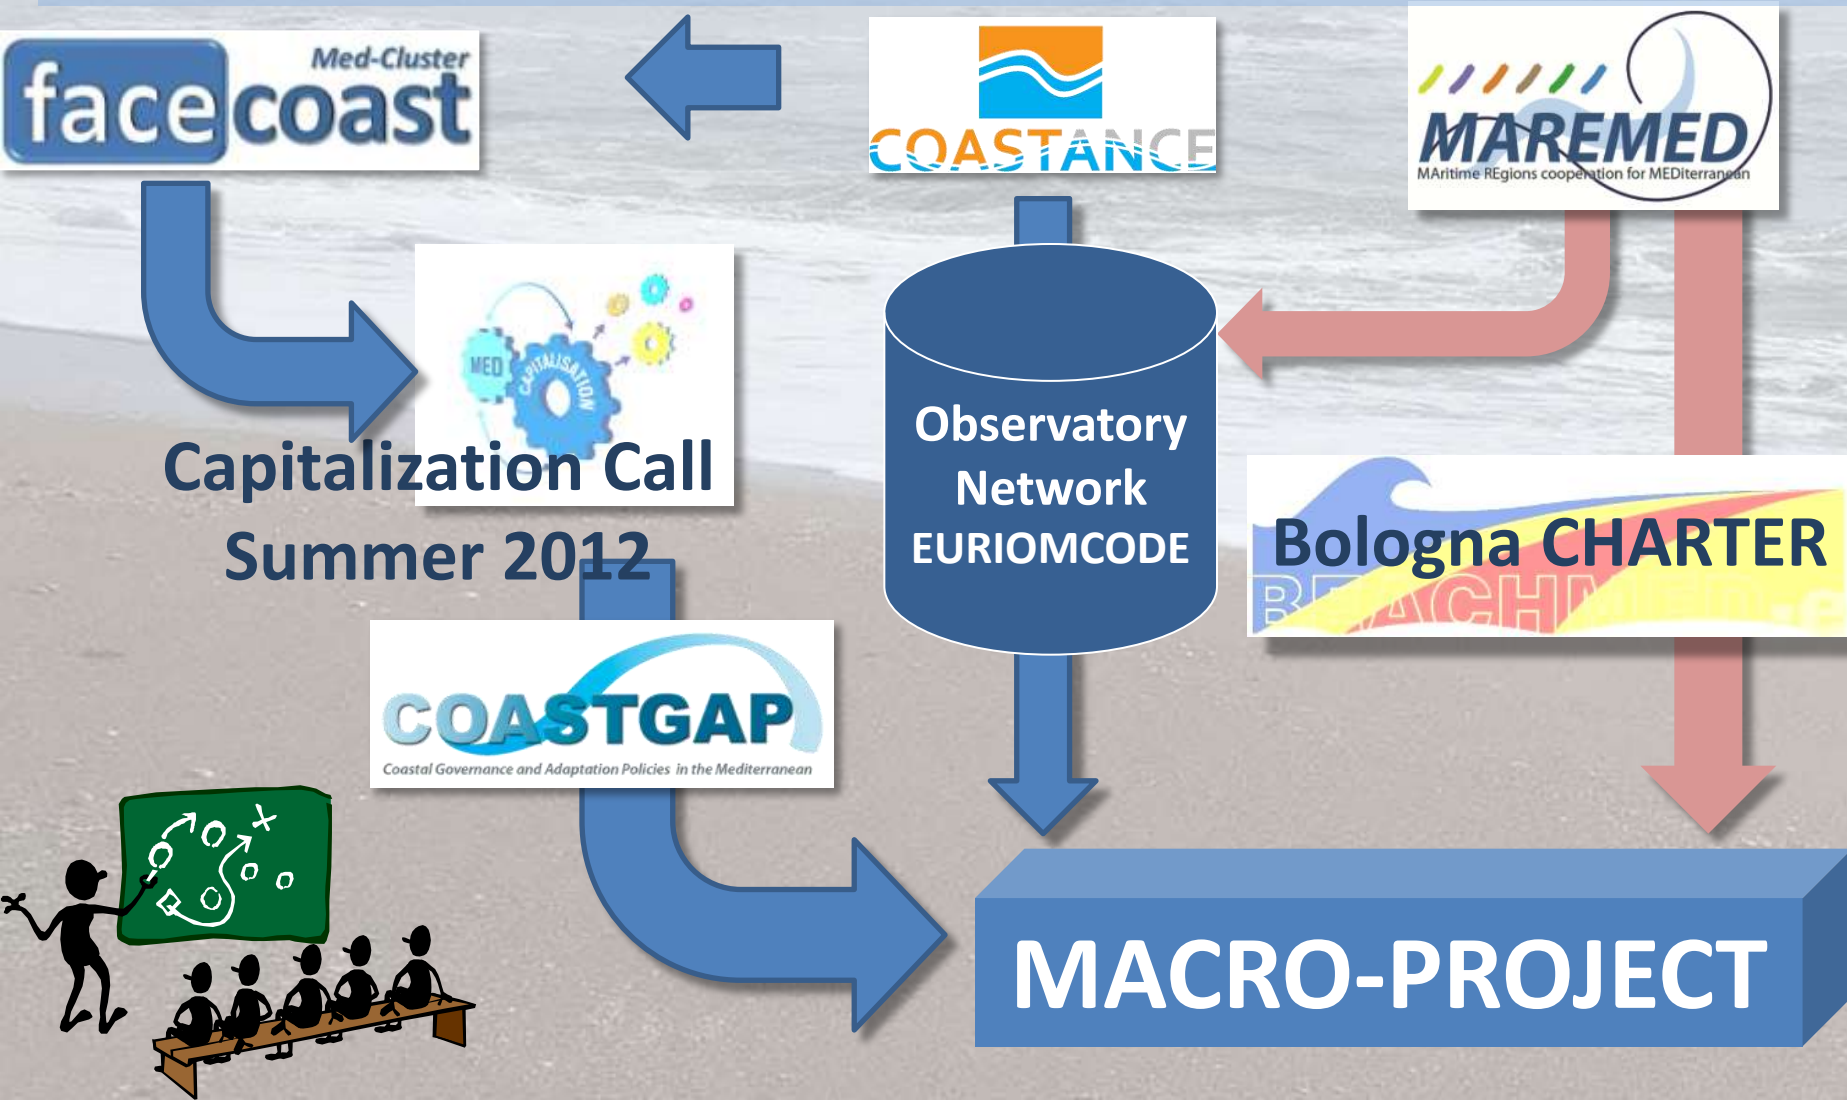 Med-Cluster
facecoast
COASTANCE
MAREMED
MAritime REgions cooperation for MEDiterranean
MED
CAPITALISATION
Capitalization Call
Summer 2012
Observatory
Network
EURIOMCODE
Bologna CHARTER
BEACHMED-e
COASTGAP
Coastal Governance and Adaptation Policies in the Mediterranean
MACRO-PROJECT